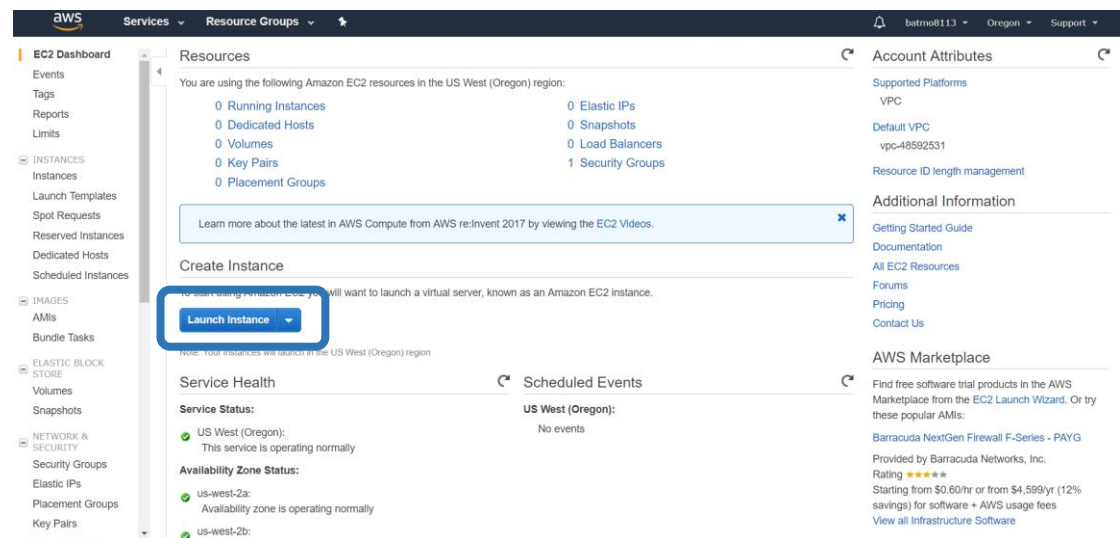 aws Services Resource Groups batmo8113 Oregon Support
EC2 Dashboard
Events
Tags
Reports
Limits
INSTANCES
Instances
Launch Templates
Spot Requests
Reserved Instances
Dedicated Hosts
Scheduled Instances
IMAGES
AMIs
Bundle Tasks
ELASTIC BLOCK
STORE
Volumes
Snapshots
NETWORK &
SECURITY
Security Groups
Elastic IPs
Placement Groups
Key Pairs
Resources
You are using the following Amazon EC2 resources in the US West (Oregon) region:
0 Running Instances
0 Dedicated Hosts
0 Volumes
0 Key Pairs
0 Placement Groups
0 Elastic IPs
0 Snapshots
0 Load Balancers
1 Security Groups
Learn more about the latest in AWS Compute from AWS re:Invent 2017 by viewing the EC2 Videos.
Create Instance
To start using Amazon EC2 you will want to launch a virtual server, known as an Amazon EC2 instance.
Launch Instance
Note: Your instances will launch in the US West (Oregon) region
Service Health
Service Status:
US West (Oregon):
This service is operating normally
Availability Zone Status:
us-west-2a:
Availability zone is operating normally
us-west-2b:
Scheduled Events
US West (Oregon):
No events
Account Attributes
Supported Platforms
VPC
Default VPC
vpc-48592531
Resource ID length management
Additional Information
Getting Started Guide
Documentation
All EC2 Resources
Forums
Pricing
Contact Us
AWS Marketplace
Find free software trial products in the AWS
Marketplace from the EC2 Launch Wizard. Or try
these popular AMIs:
Barracuda NextGen Firewall F-Series - PAYG
Provided by Barracuda Networks, Inc.
Rating
Starting from $0.60/hr or from $4,599/yr (12%
savings) for software + AWS usage fees
View all Infrastructure Software